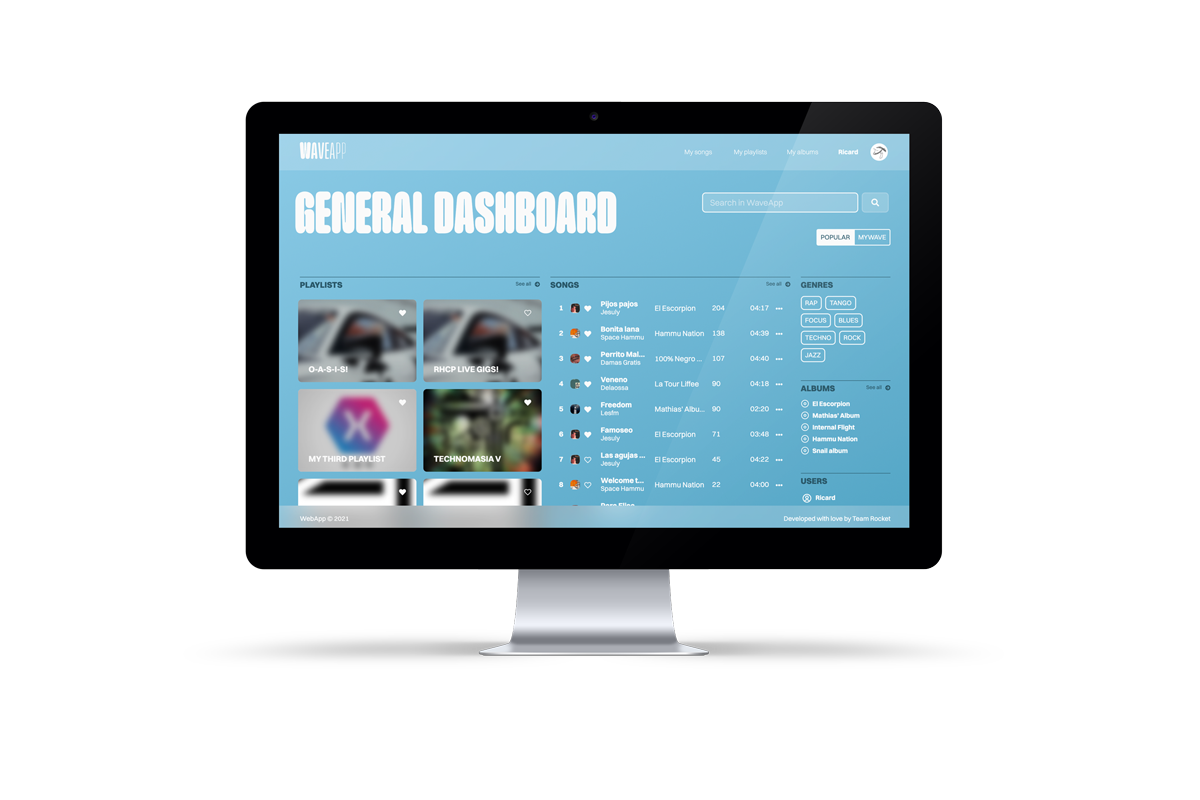 WAVEAPP
My songs My playlists My albums Ricard
GENERAL DASHBOARD
Search in WaveApp
POPULAR MYWAVE
PLAYLISTS See all
O-A-S-I-S!
RHCP LIVE GIGS!
MY THIRD PLAYLIST
TECHNOMASIA V
SONGS See all
1 Pijos pajos El Escorpion 204 04:17
Jesuly
2 Bonita lana Hammu Nation 138 04:39
Space Hammu
3 Perrito Mal... 100% Negro ... 107 04:40
Damaa Gratis
4 Veneno La Tour Liffee 90 04:18
Delaossa
5 Freedom Mathias' Albu... 90 02:20
Lesfm
6 Famoseo El Escorpion 71 03:48
Jesuly
7 Las agujas ... El Escorpion 45 04:22
Jesuly
8 Welcome t... Hammu Nation 22 04:00
Space Hammu
GENRES
RAP TANGO
FOCUS BLUES
TECHNO ROCK
JAZZ
ALBUMS See all
El Escorpion
Mathias' Album
Internal Flight
Hammu Nation
Snail album
USERS
Ricard
WebApp © 2021
Developed with love by Team Rocket